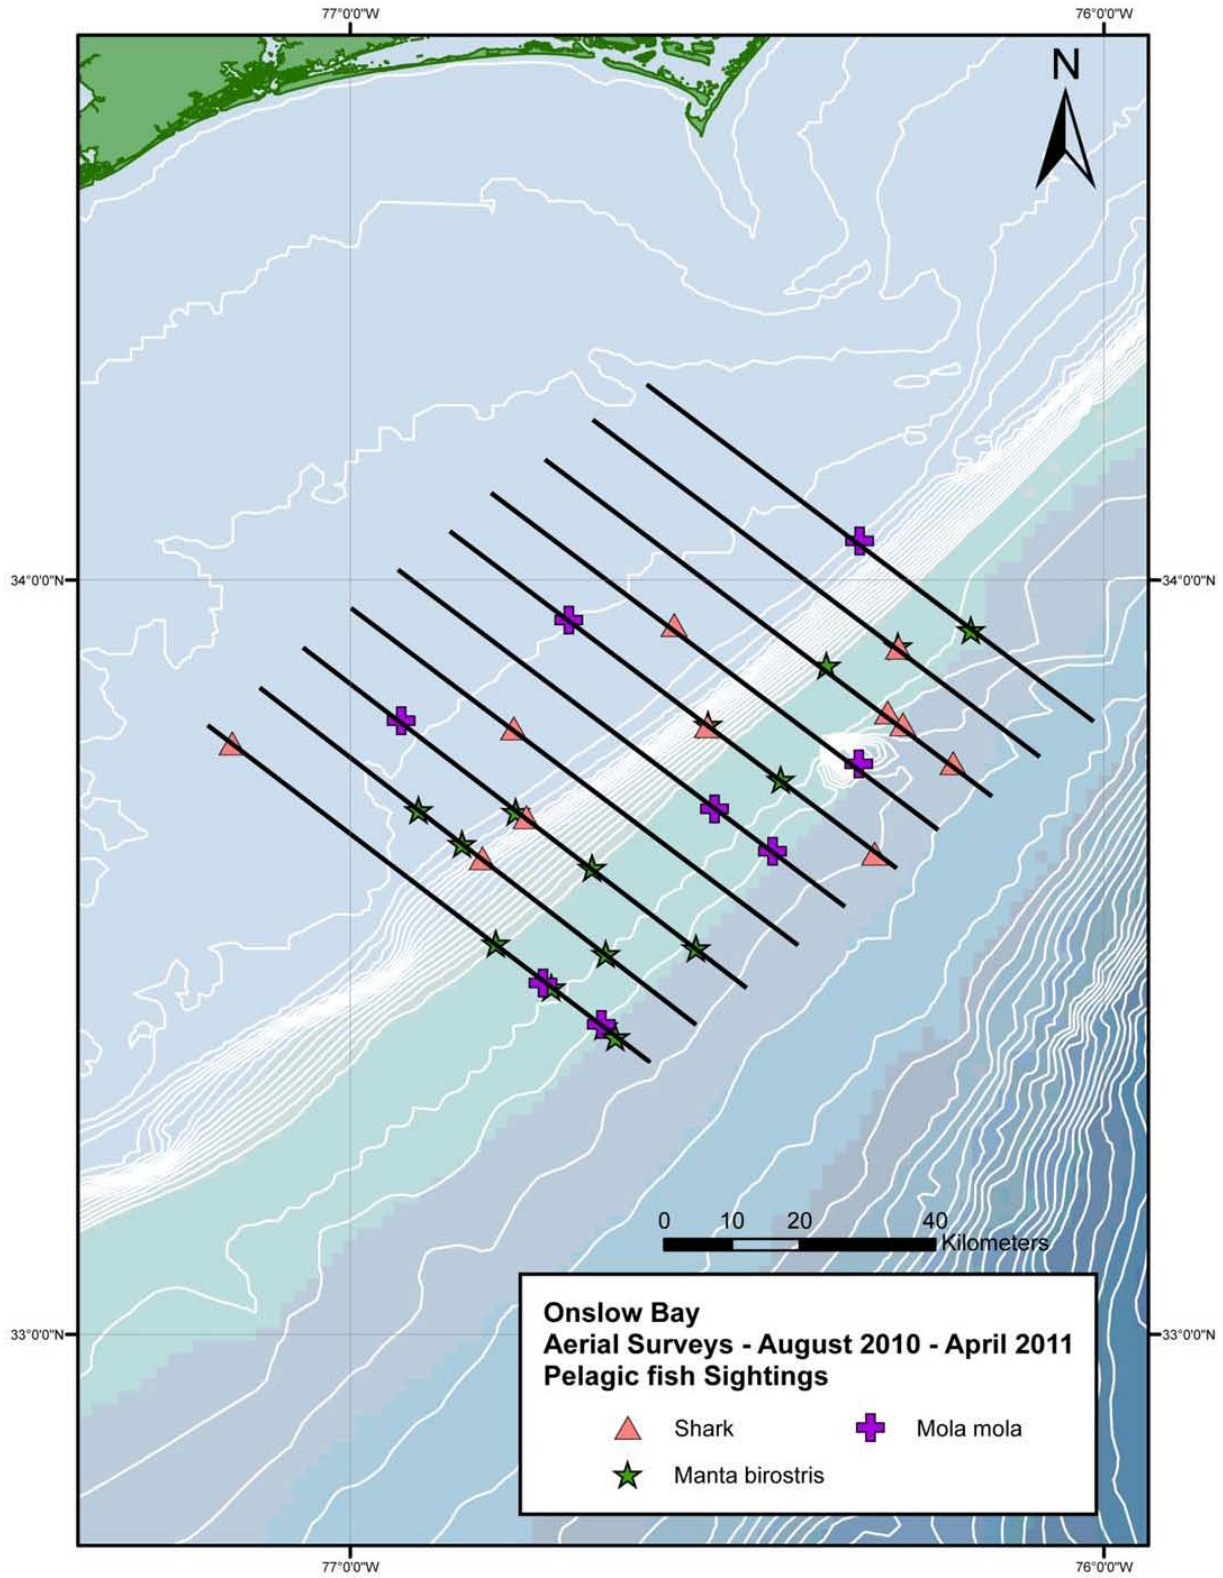 77°0'0"W 76°0'0"W
N
34°0'0"N 34°0'0"N
0 10 20 40
Kilometers
Onslow Bay
33°0'0"N 33°0'0"N
Aerial Surveys - August 2010 - April 2011
Pelagic fish Sightings
Shark Mola mola
Manta birostris
77°0'0"W 76°0'0"W